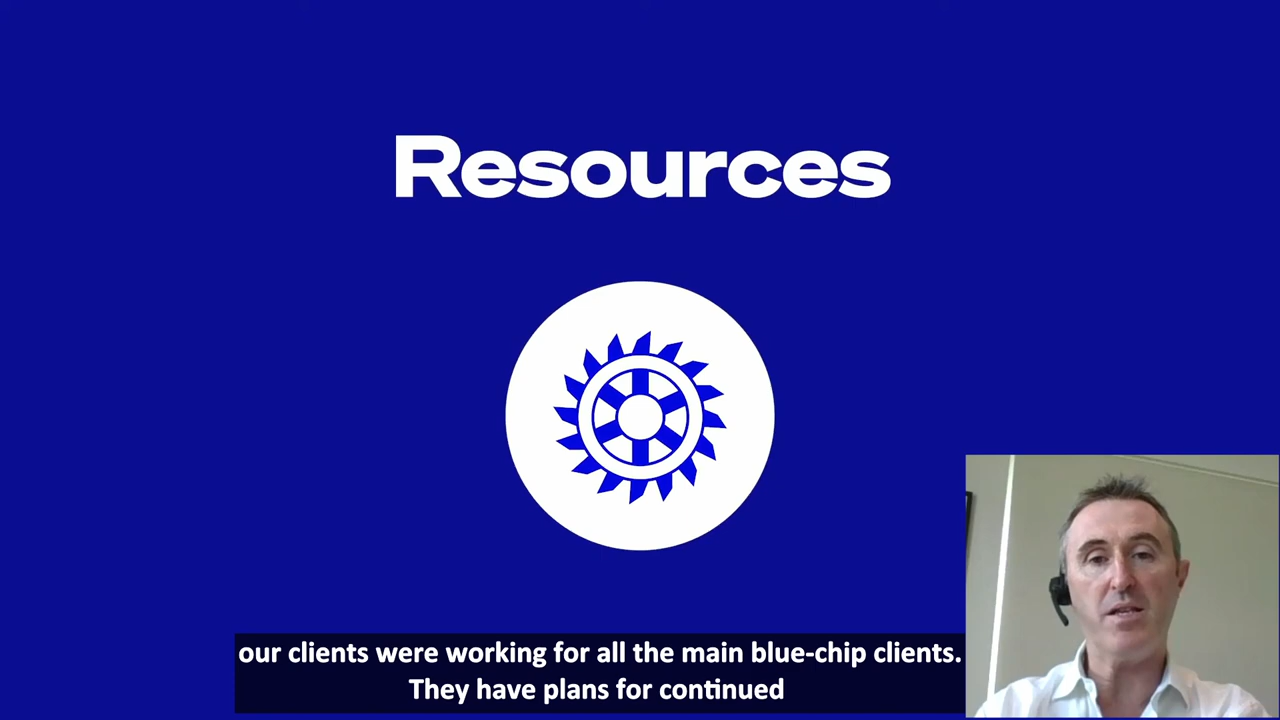 Resources
our clients were working for all the main blue-chip clients.
They have plans for continued